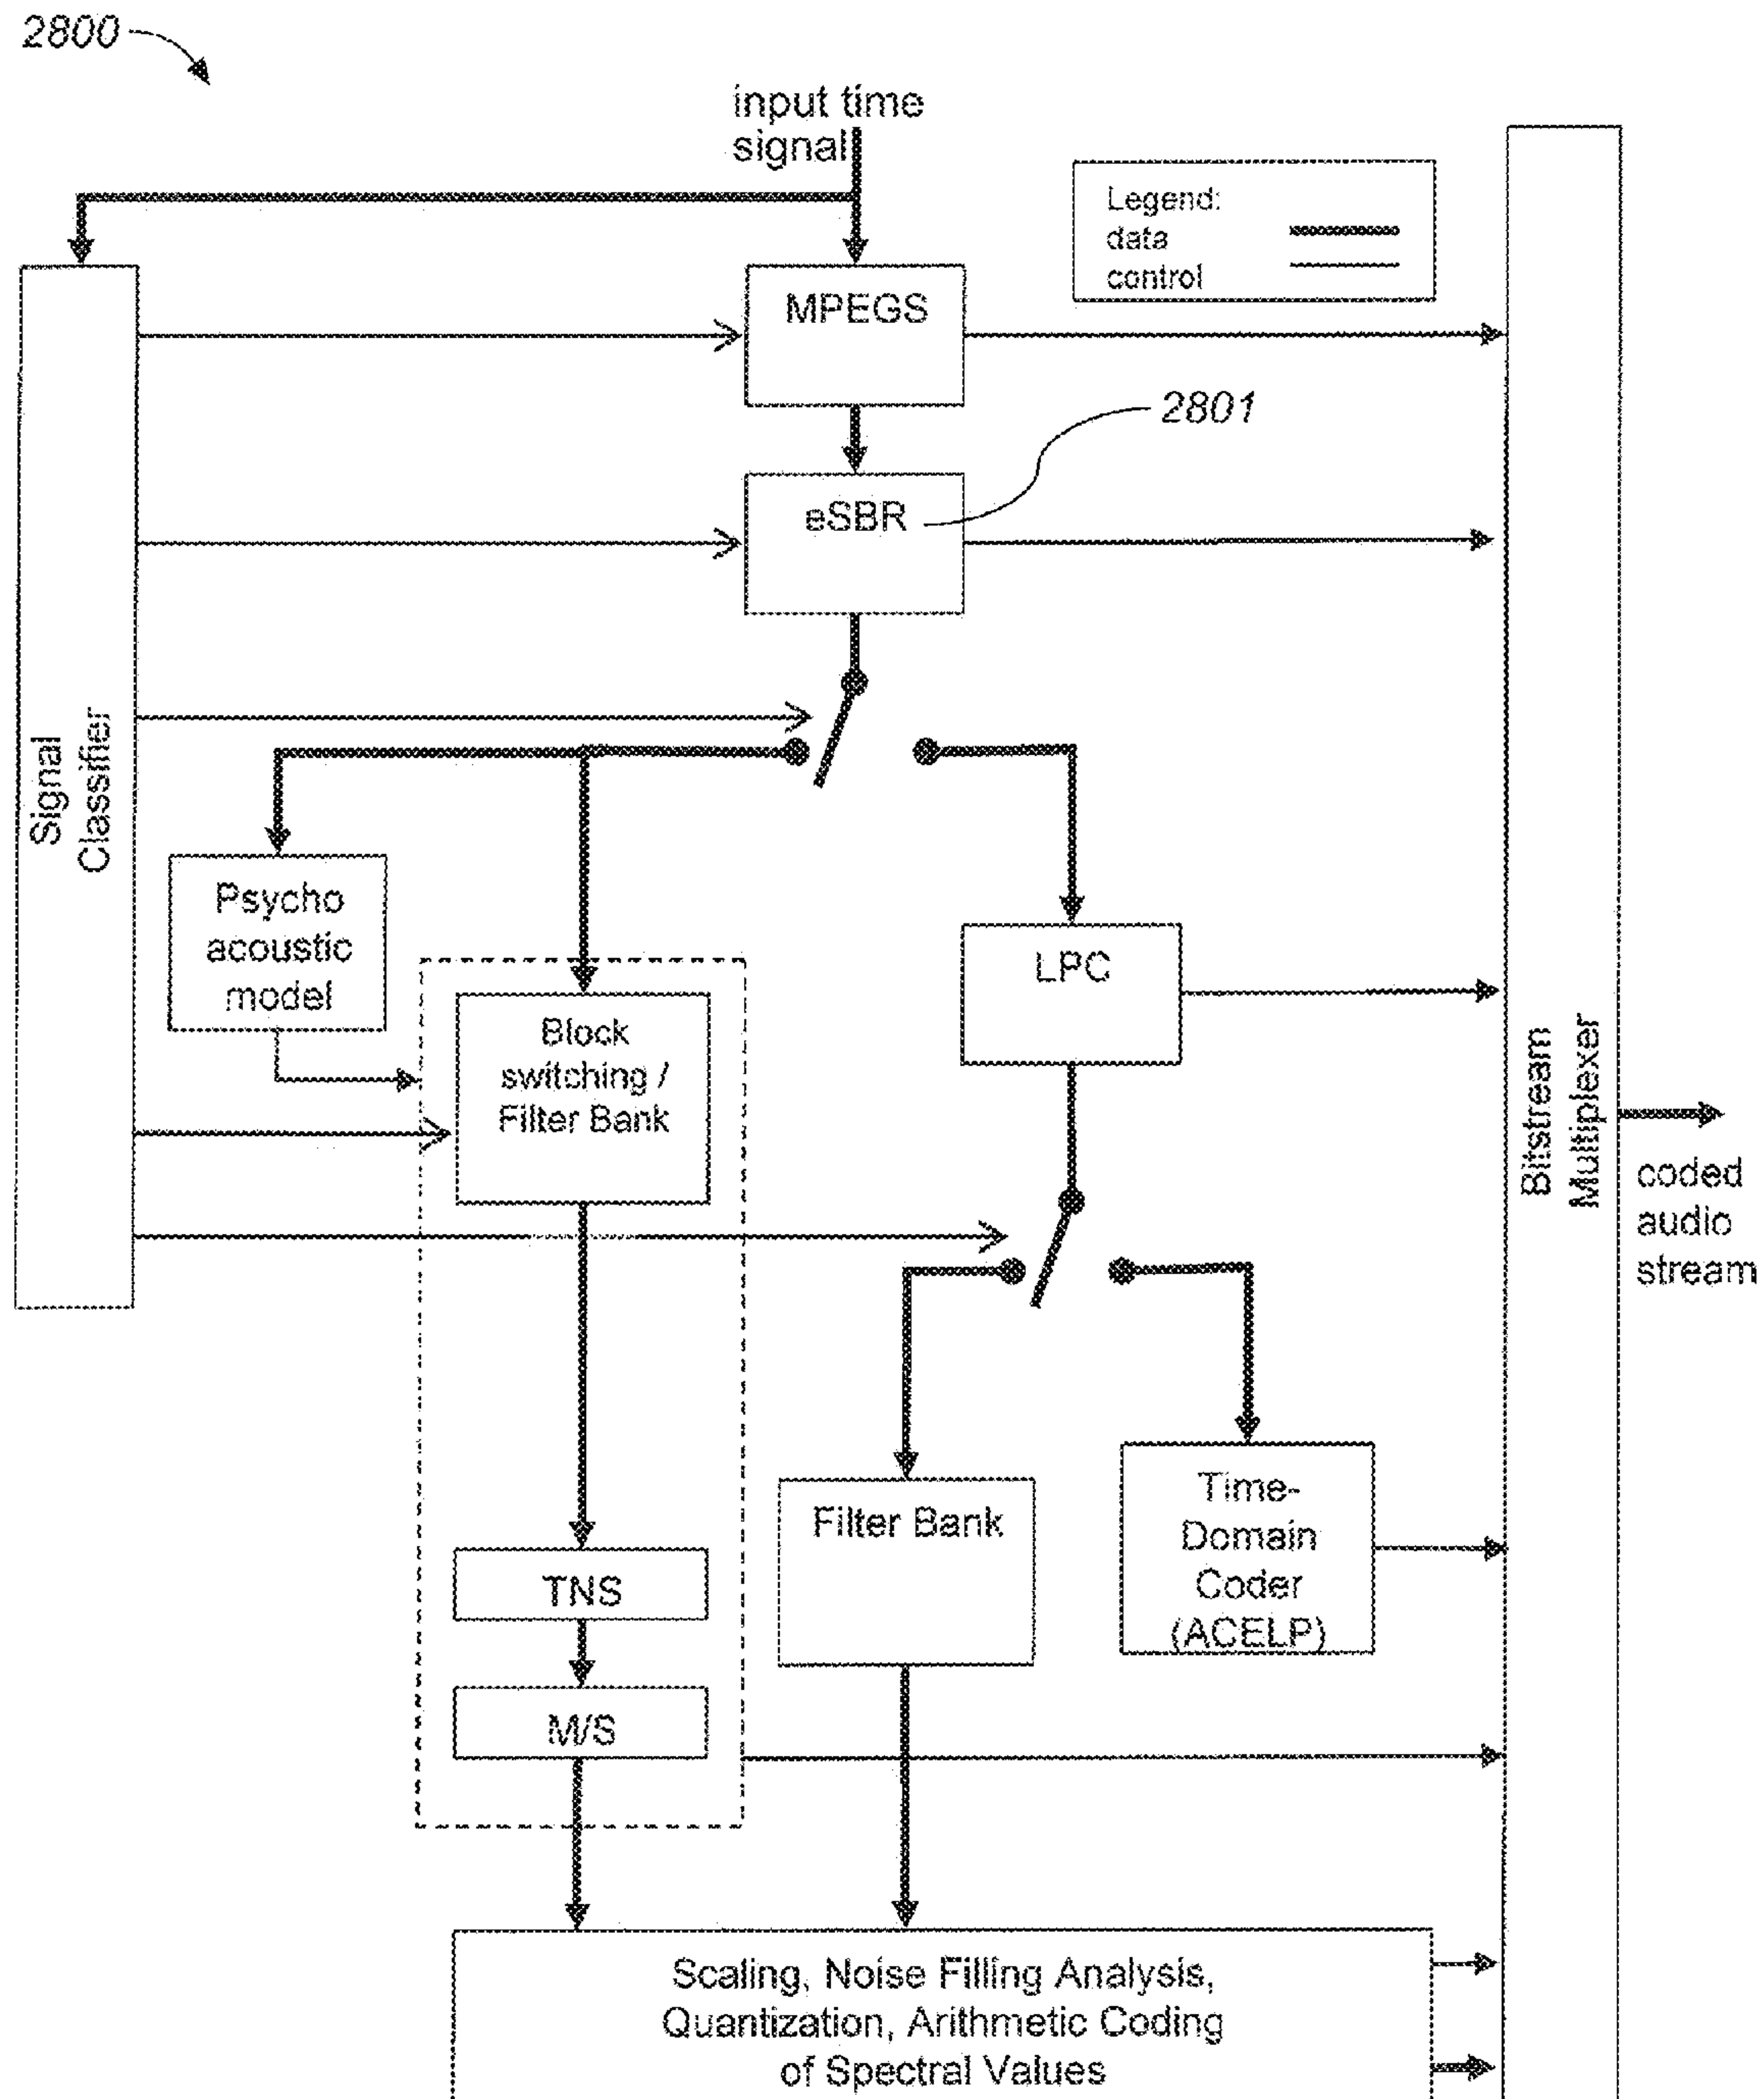 2800
input time
signal
Legend:
data
control
MPEGS
2801
eSBR
Signal
Classifier
Psycho
acoustic
model
Block
switching /
Filter Bank
LPC
Bitstream
Multiplexer
coded
audio
stream
Filter Bank
Time-
Domain
Coder
(ACELP)
TNS
M/S
Scaling, Noise Filling Analysis,
Quantization, Arithmetic Coding
of Spectral Values